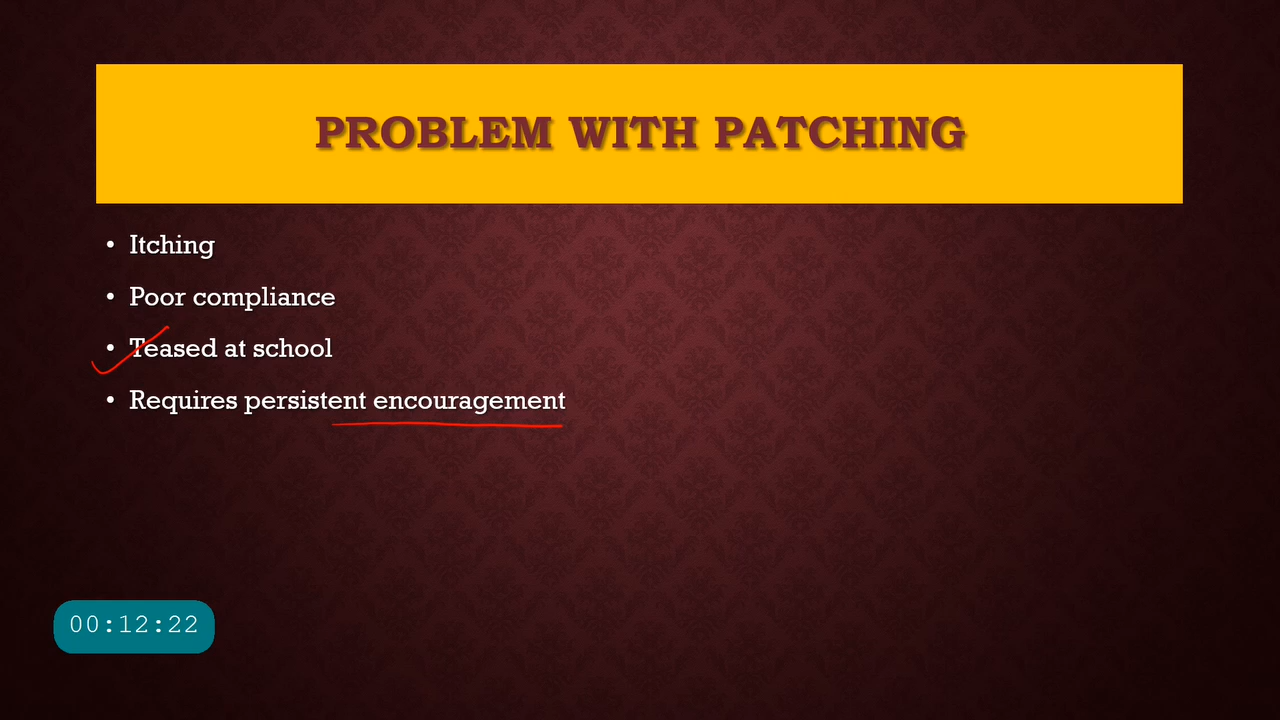 PROBLEM WITH PATCHING
• Itching
• Poor compliance
• Teased at school
• Requires persistent encouragement
00:12:22